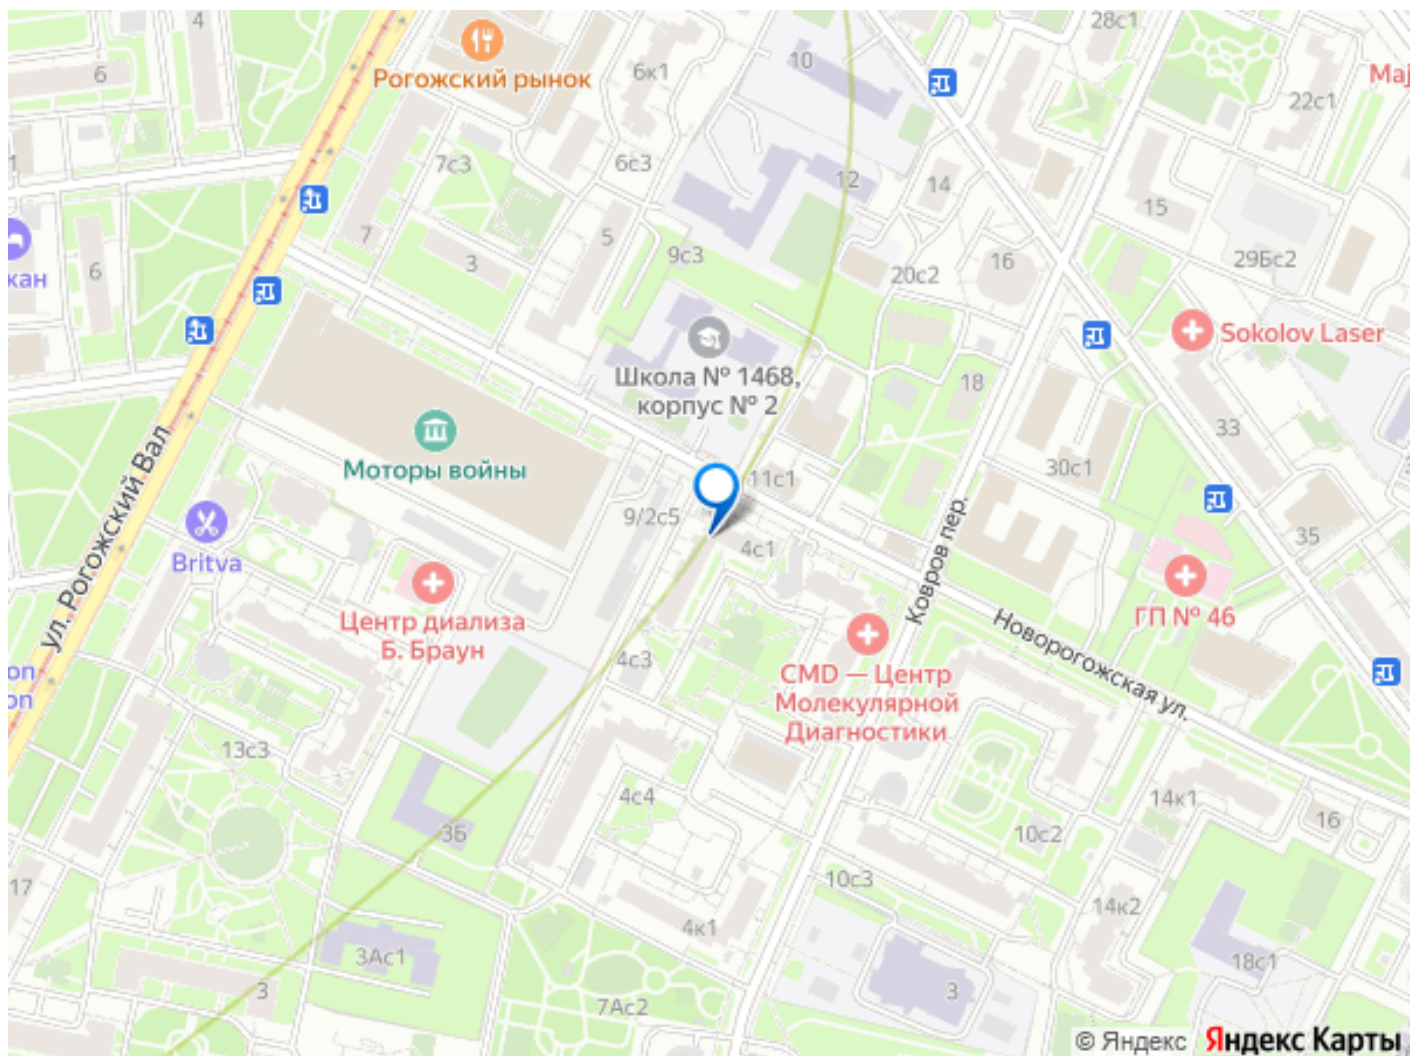 4
28с1
6
Рогожский рынок
6к1
10
Maj
22с1
1
7с3
6с3
12
14
15
7
5
9с3
3
20с2
16
29Бс2
6
кан
Sokolov Laser
Школа № 1468,
корпус № 2
18
33
Моторы войны
30с1
11с1
ул. Рогожский Вал
9/2с5
4с1
Ковров пер.
35
Britva
Центр диализа
Б. Браун
ГП № 46
Новорогожская ул.
4с3
CMD — Центр
Молекулярной
Диагностики
on
on
13с3
4с4
14к1
16
3Б
10с2
17
10с3
14к2
4к1
3Ас1
18с1
3
7Ас2
3
© Яндекс Яндекс Карты